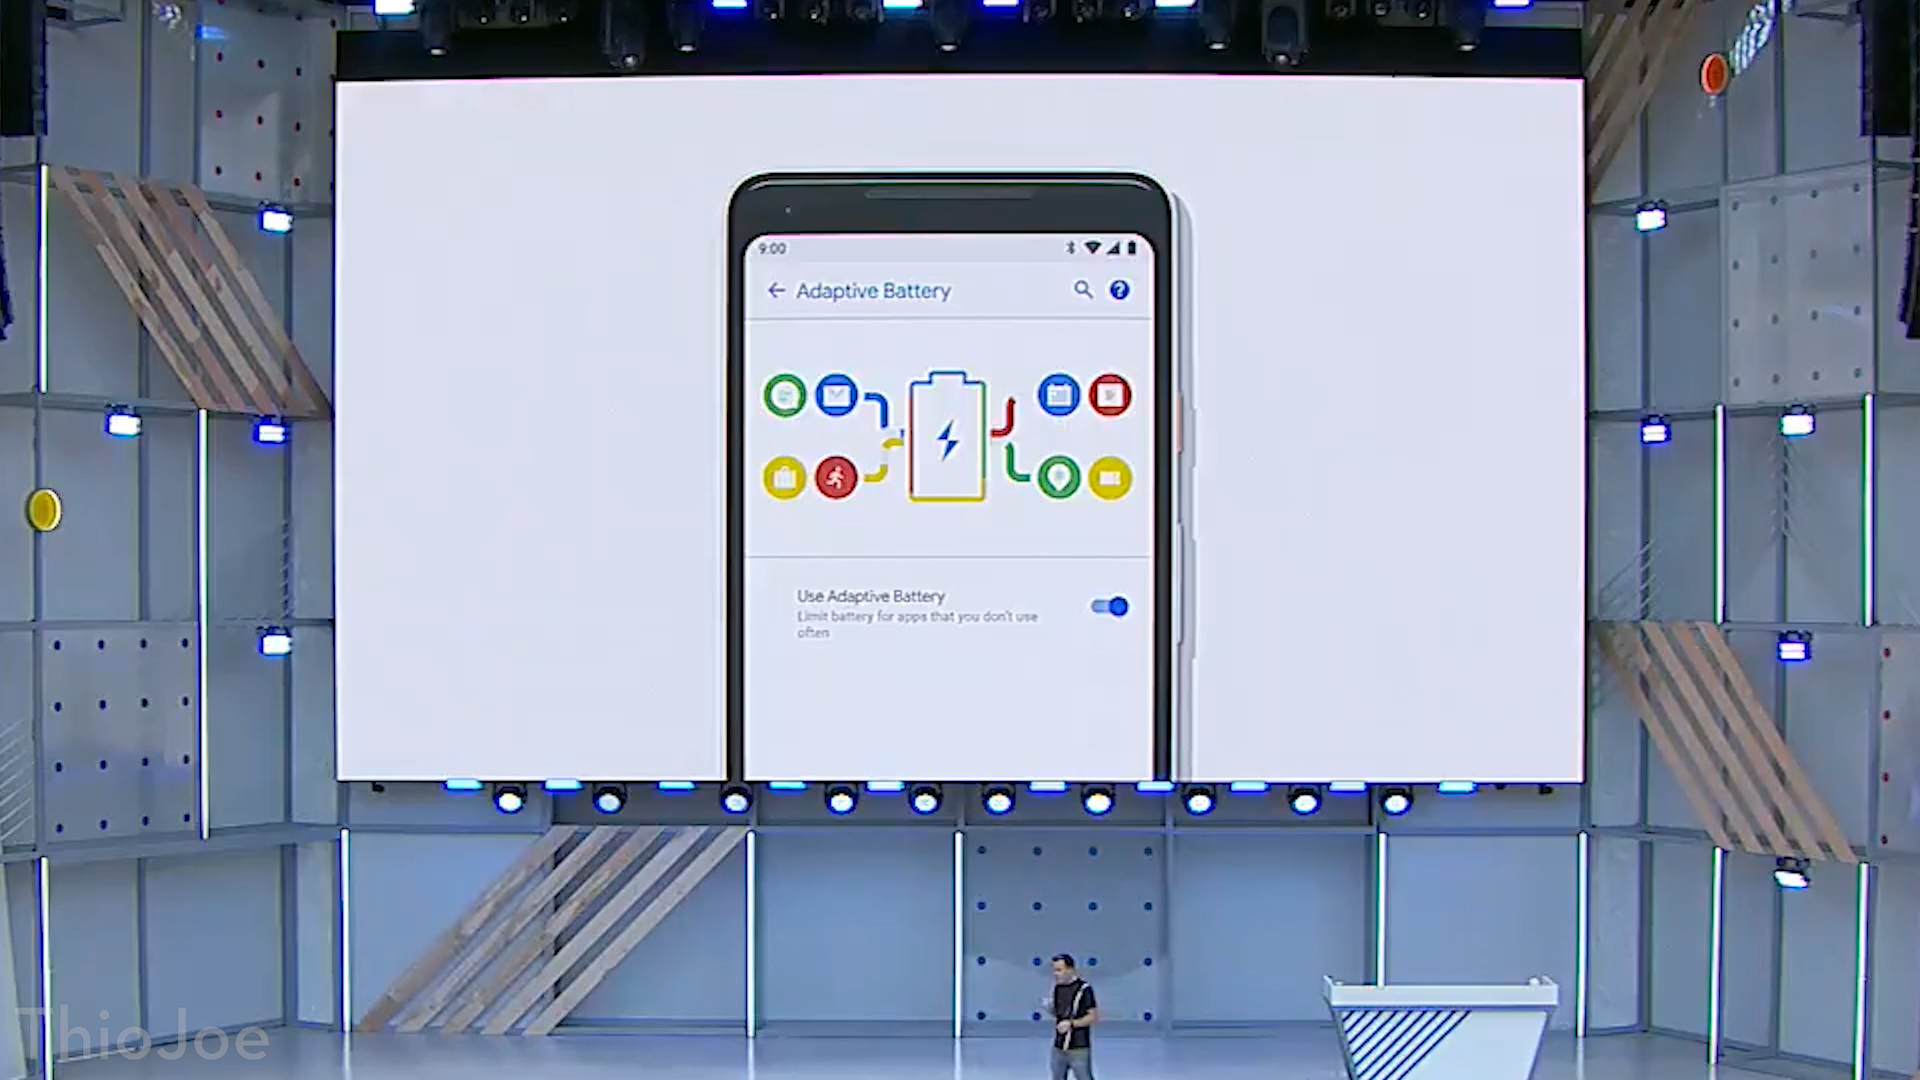 9:00
Adaptive Battery
Use Adaptive Battery
Limit battery for apps that you don't use
often
ThioJoe